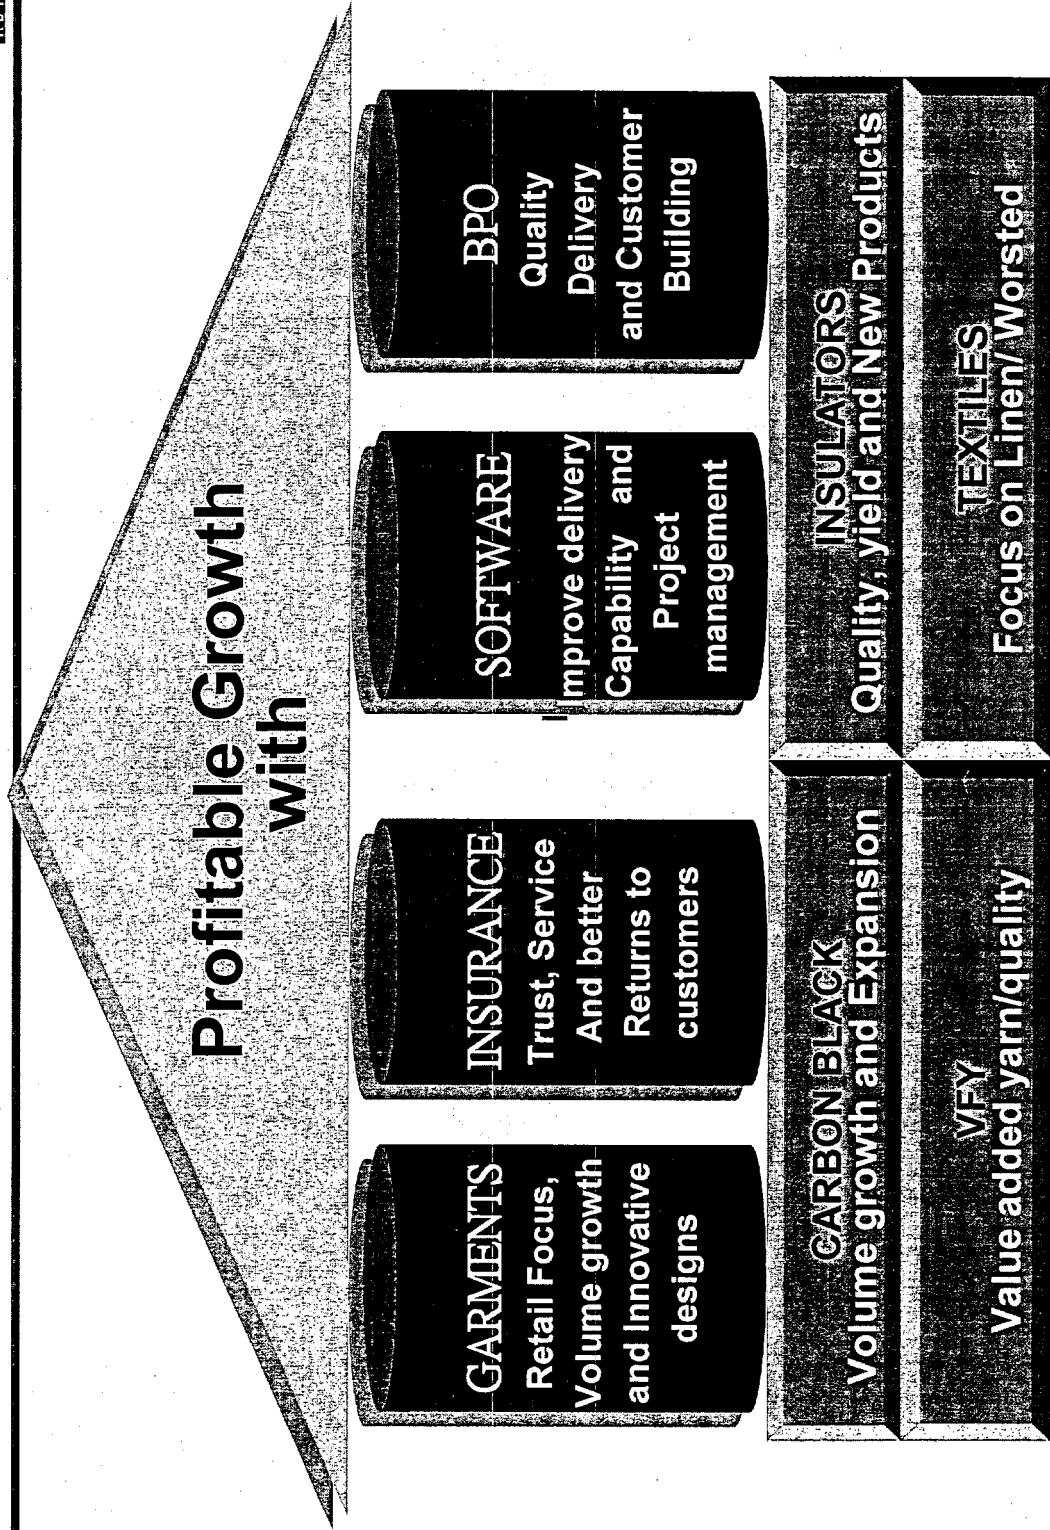 Profitable Growth
with
GARMENTS
Retail Focus,
Volume growth
and Innovative
designs
INSURANCE
Trust, Service
And better
Returns to
customers
SOFTWARE
Improve delivery
Capability and
Project
management
BPO
Quality
Delivery
and Customer
Building
CARBON BLACK
Volume growth and Expansion
INSULATORS
Quality, yield and New Products
VFY
Value added yarn/quality
TEXTILES
Focus on Linen/ Worsted